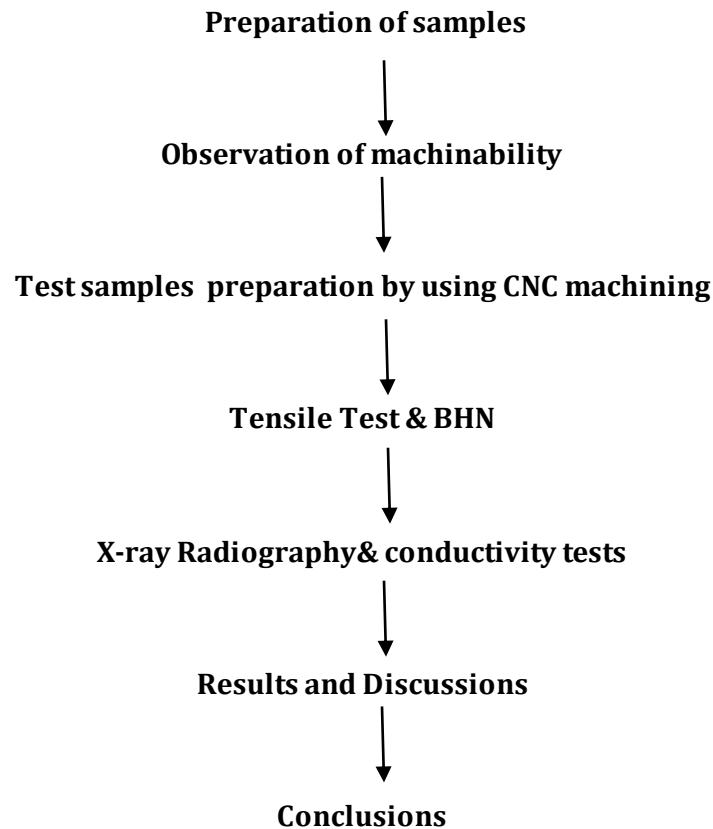 Preparation of samples
Observation of machinability
Test samples  preparation by using CNC machining
Tensile Test & BHN
X-ray Radiography& conductivity tests
Results and Discussions
Conclusions